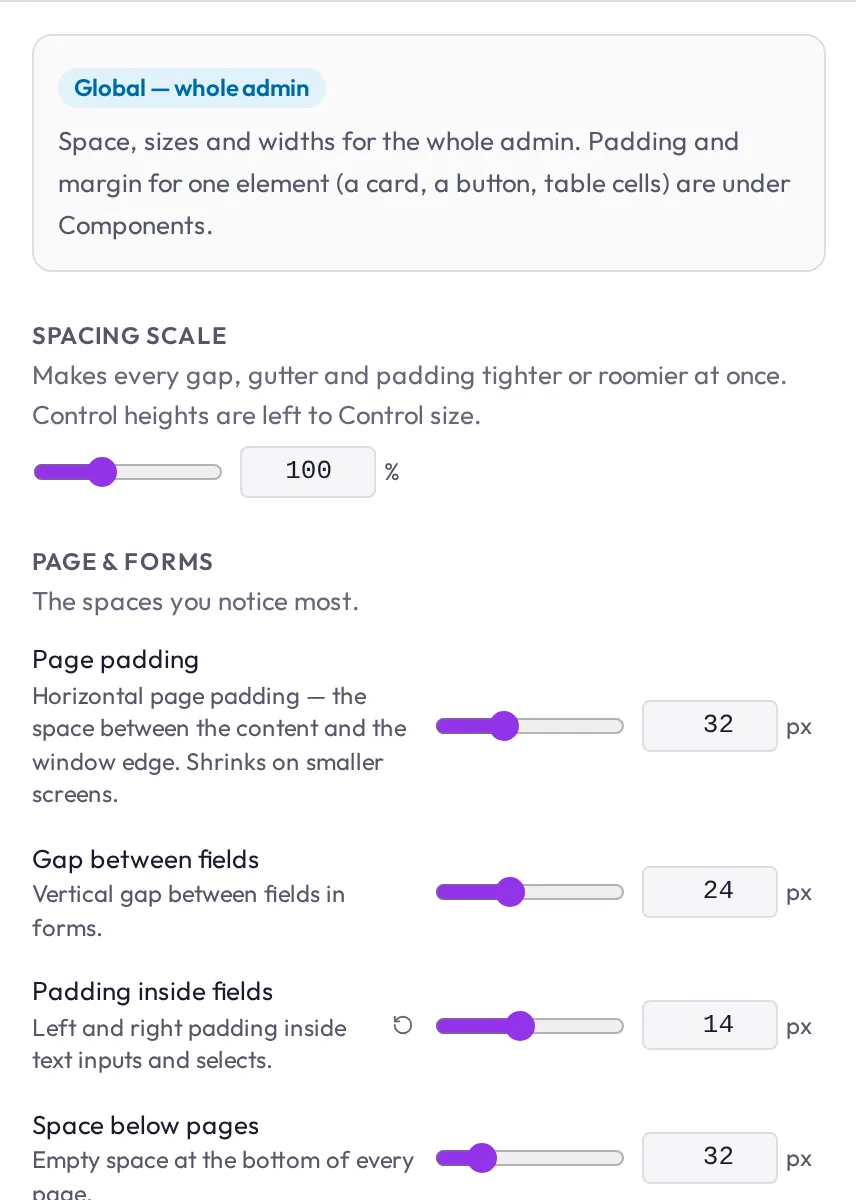 Global — whole admin
Space, sizes and widths for the whole admin. Padding and
margin for one element (a card, a button, table cells) are under
Components.
SPACING SCALE
Makes every gap, gutter and padding tighter or roomier at once.
Control heights are left to Control size.
100 %
PAGE & FORMS
The spaces you notice most.
Page padding
Horizontal page padding — the
space between the content and the
window edge. Shrinks on smaller
screens.
32 px
Gap between fields
Vertical gap between fields in
forms.
24 px
Padding inside fields
Left and right padding inside
text inputs and selects.
14 px
Space below pages
Empty space at the bottom of every
page.
32 px